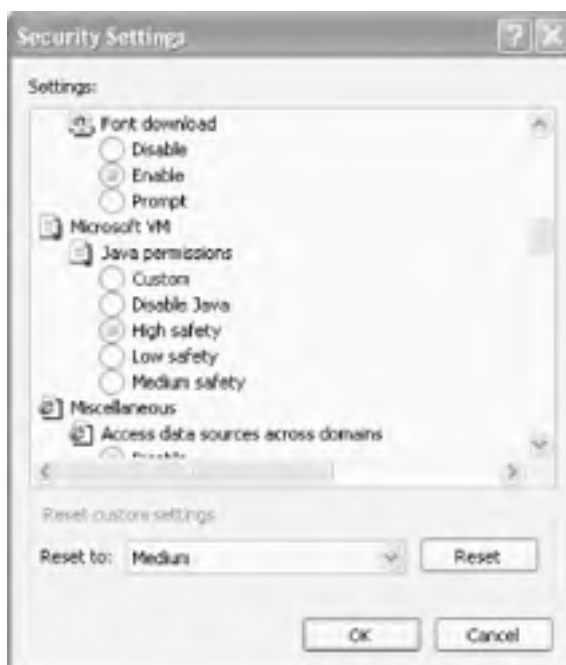 Security Settings
Settings:
Font download
Disable
Enable
Prompt
Microsoft VM
Java permissions
Custom
Disable Java
High safety
Low safety
Medium safety
Miscellaneous
Access data sources across domains
Disable
Reset custom settings
Reset to: Medium Reset
OK Cancel